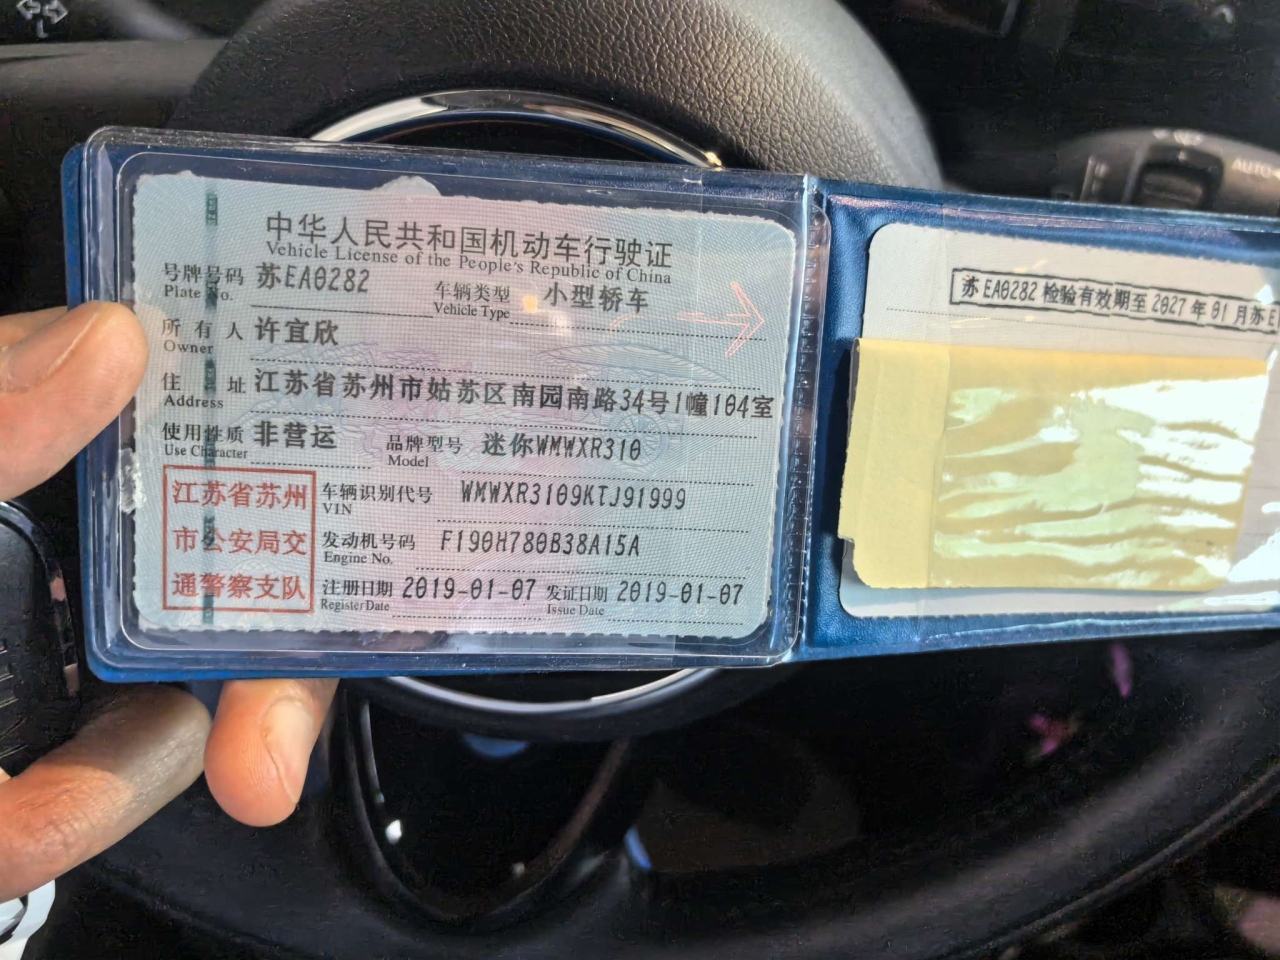 中华人民共和国机动车行驶证
Vehicle License of the People's Republic of China
号牌号码 苏EA0282 车辆类型 小型轿车
Plate No. Vehicle Type
所有人 许宜欣
Owner
住址 江苏省苏州市姑苏区南园南路34号1幢104室
Address
使用性质 非营运 品牌型号 迷你WMWXR310
Use Character Model
江苏省苏州
市公安局交
通警察支队
车辆识别代号 WMWXR3109KTJ91999
VIN
发动机号码 F190H780B38A15A
Engine No.
注册日期 2019-01-07 发证日期 2019-01-07
Register Date Issue Date
苏EA0282 检验有效期至 2027 年 01 月苏E
AUTO